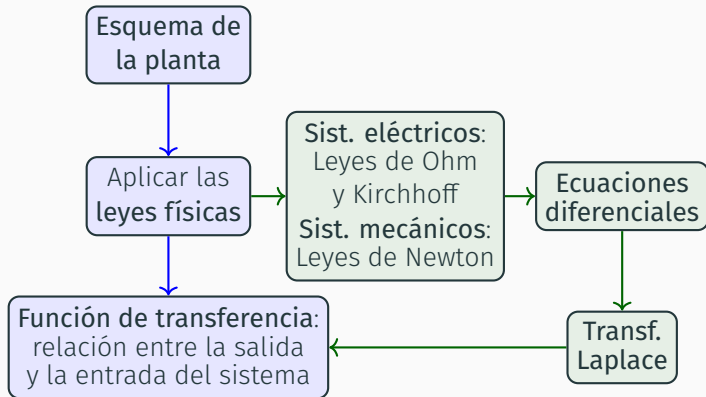 Esquema de
la planta
Aplicar las
leyes físicas
Sist. eléctricos:
Leyes de Ohm
y Kirchhoff
Sist. mecánicos:
Leyes de Newton
Ecuaciones
diferenciales
Transf.
Laplace
Función de transferencia:
relación entre la salida
y la entrada del sistema